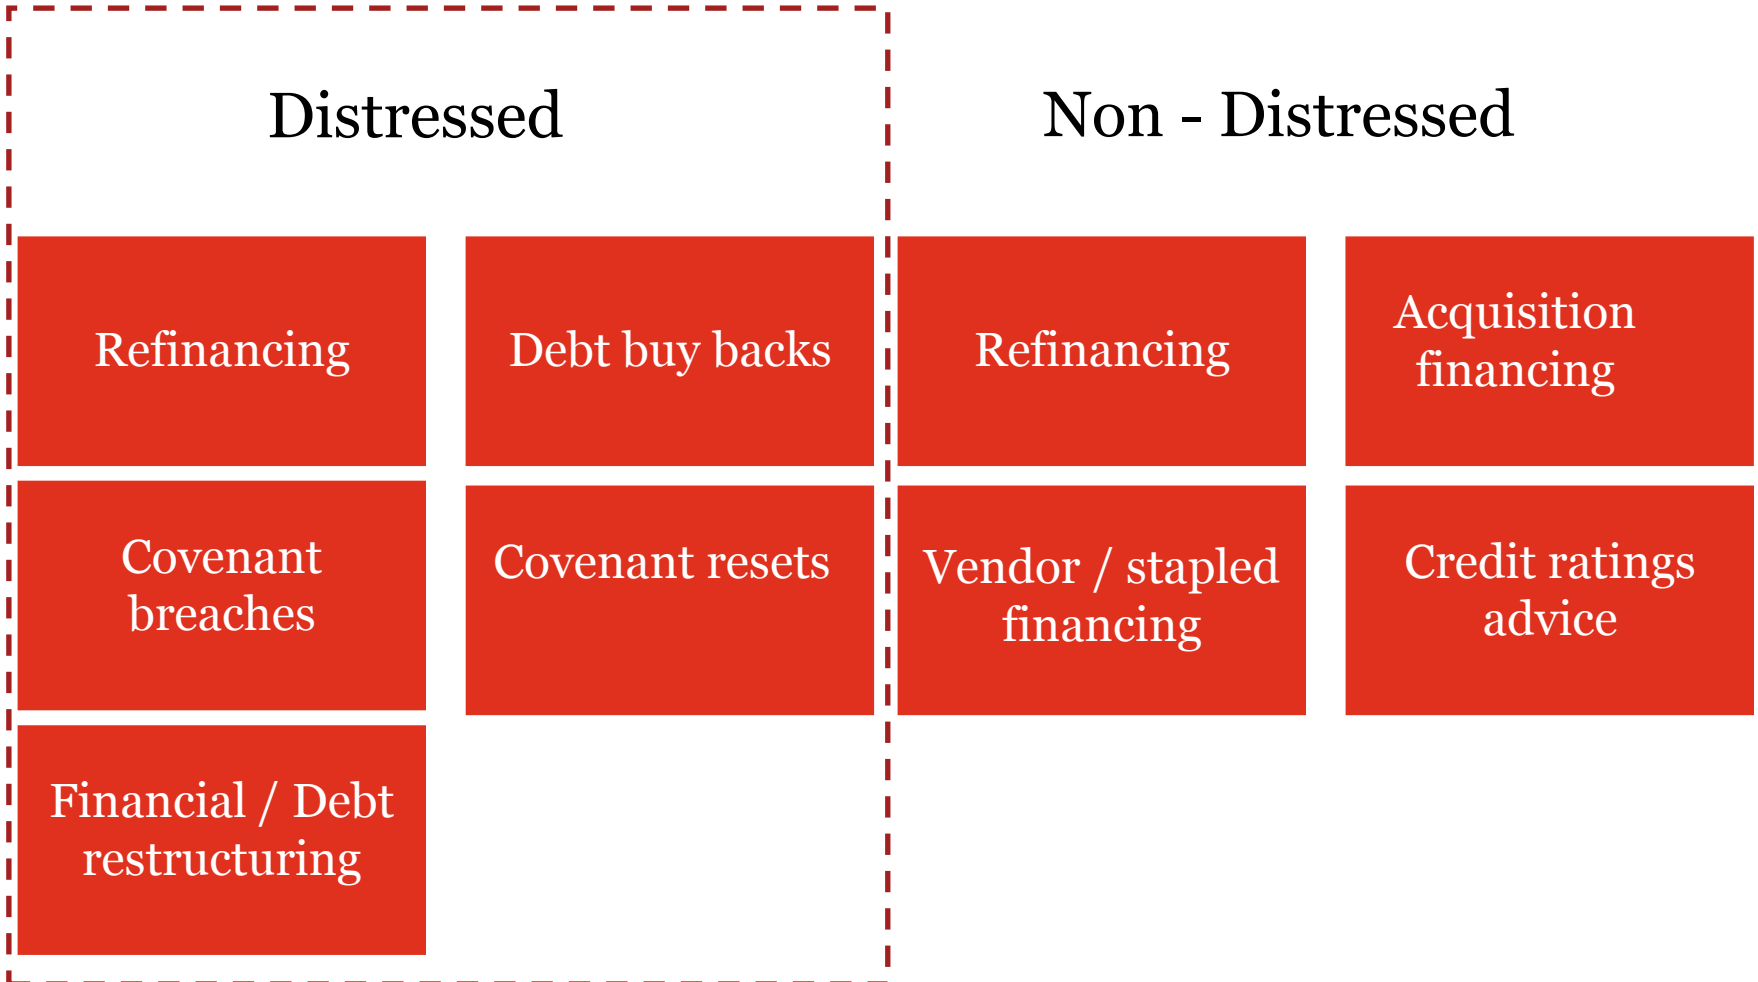 Distressed
Non - Distressed
Refinancing
Debt buy backs
Refinancing
Acquisition
financing
Covenant
breaches
Covenant resets
Vendor / stapled
financing
Credit ratings
advice
Financial / Debt
restructuring